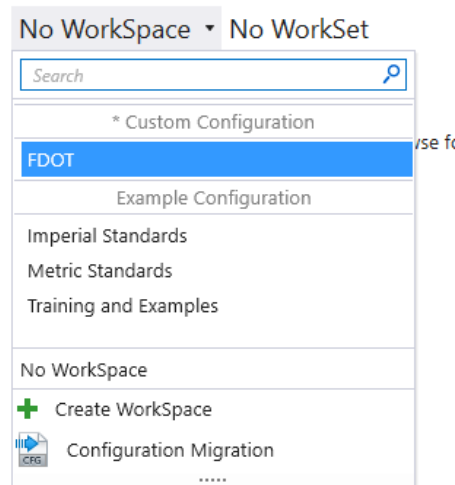 No WorkSpace No WorkSet
Search
* Custom Configuration
FDOT
Example Configuration
Imperial Standards
Metric Standards
Training and Examples
No WorkSpace
Create WorkSpace
CFG Configuration Migration